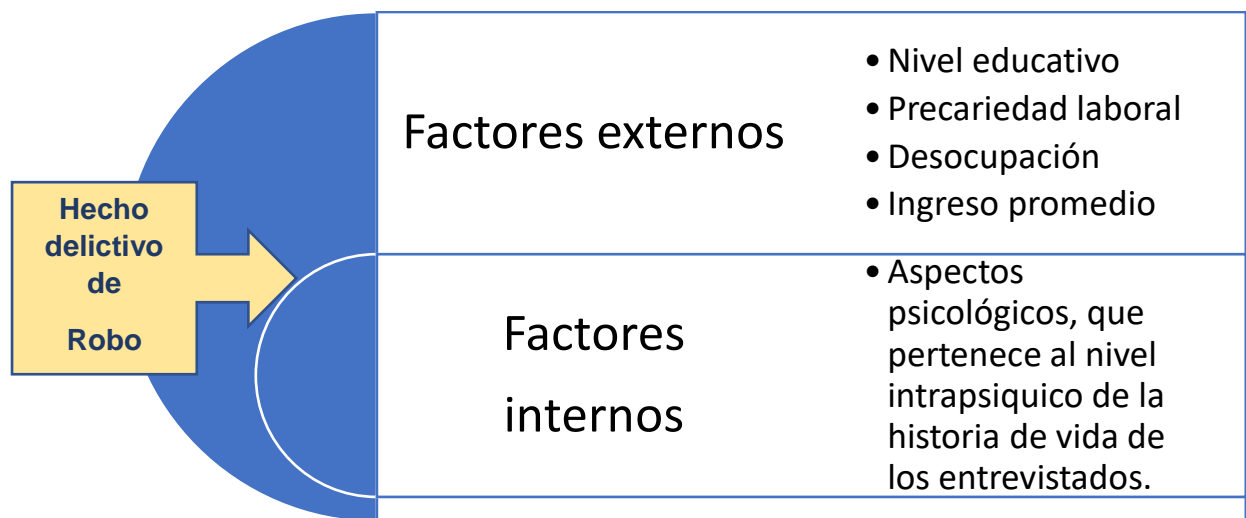 Hecho
delictivo
de
Robo
Factores externos
• Nivel educativo
• Precariedad laboral
• Desocupación
• Ingreso promedio
Factores
internos
• Aspectos
psicológicos, que
pertenece al nivel
intrapsiquico de la
historia de vida de
los entrevistados.